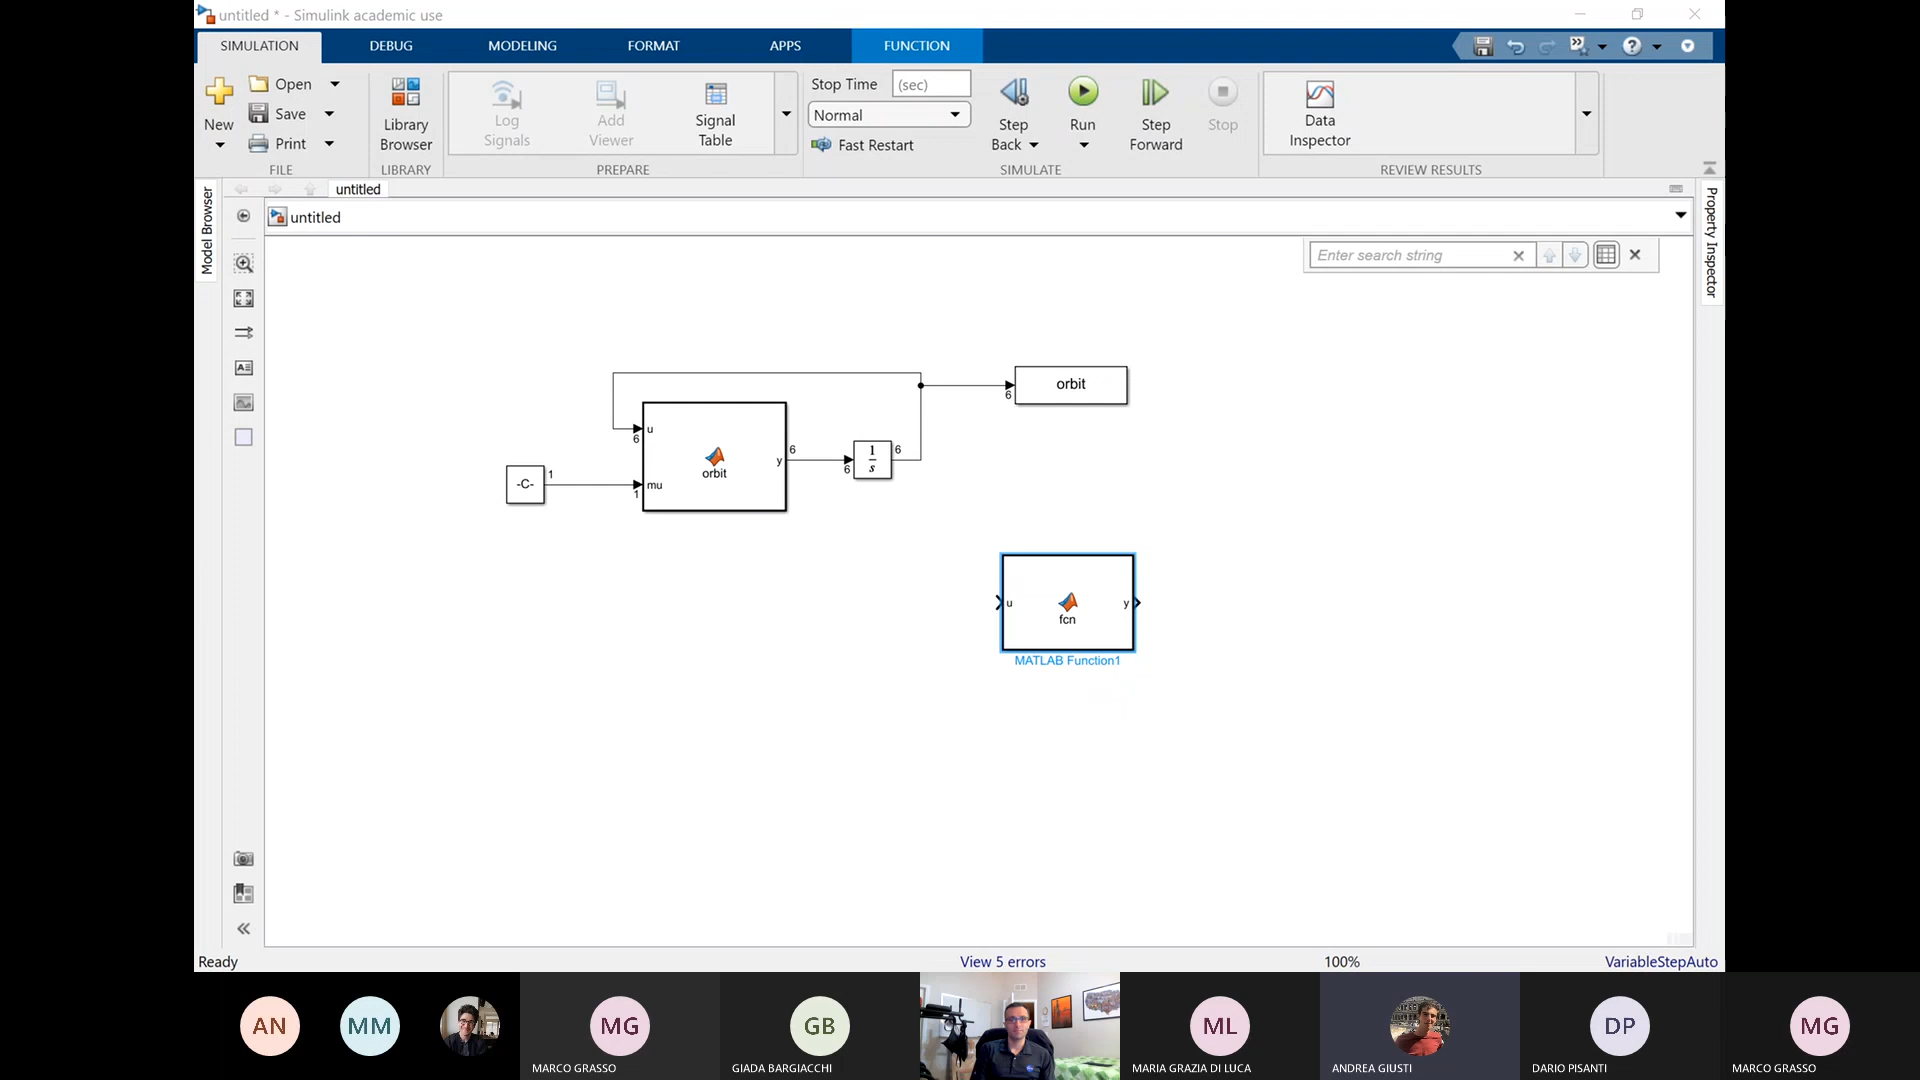 untitled * - Simulink academic use
SIMULATION
DEBUG
MODELING
FORMAT
APPS
FUNCTION
New
Open
Save
Print
FILE
Library
Browser
LIBRARY
Log
Signals
Add
Viewer
Signal
Table
PREPARE
Stop Time
(sec)
Normal
Fast Restart
Step
Back
Run
Step
Forward
Stop
SIMULATE
Data
Inspector
REVIEW RESULTS
Model Browser
untitled
untitled
Enter search string
Property Inspector
orbit
6
u
6
orbit
y
6
6
1
s
6
-C-
1
mu
1
u
fcn
y
MATLAB Function1
Ready
View 5 errors
100%
VariableStepAuto
AN
MM
MG
MARCO GRASSO
GB
GIADA BARGIACCHI
ML
MARIA GRAZIA DI LUCA
ANDREA GIUSTI
DP
DARIO PISANTI
MG
MARCO GRASSO